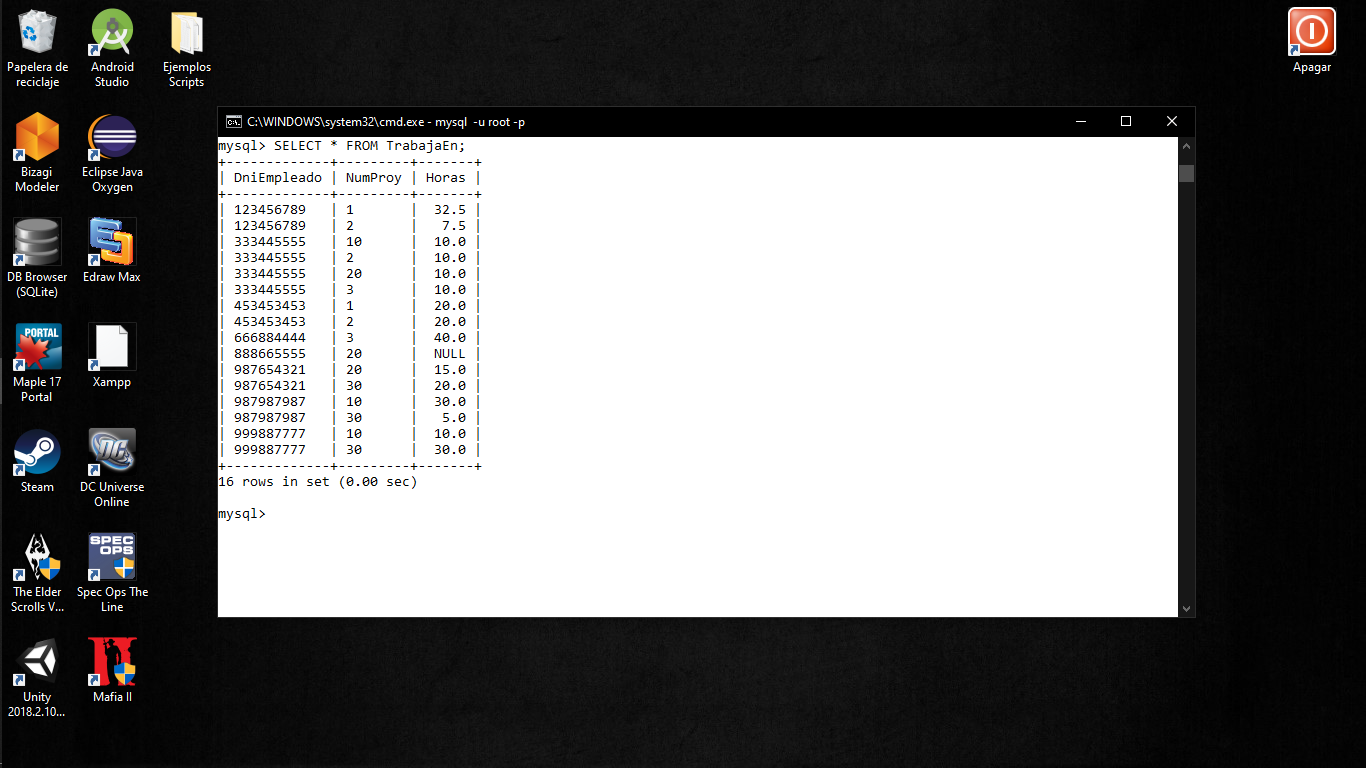 Papelera de
reciclaje
Android
Studio
Ejemplos
Scripts
Apagar
Bizagi
Modeler
Eclipse Java
Oxygen
DB Browser
(SQLite)
Edraw Max
PORTAL
Maple 17
Portal
Xampp
Steam
DC
DC Universe
Online
The Elder
Scrolls V...
SPEC
OPS
Spec Ops The
Line
Unity
2018.2.10...
II
Mafia II
C:\WINDOWS\system32\cmd.exe - mysql  -u root -p
mysql> SELECT * FROM TrabajaEn;
+-------------+---------+-------+
| DniEmpleado | NumProy | Horas |
+-------------+---------+-------+
| 123456789   | 1       |  32.5 |
| 123456789   | 2       |   7.5 |
| 333445555   | 10      |  10.0 |
| 333445555   | 2       |  10.0 |
| 333445555   | 20      |  10.0 |
| 333445555   | 3       |  10.0 |
| 453453453   | 1       |  20.0 |
| 453453453   | 2       |  20.0 |
| 666884444   | 3       |  40.0 |
| 888665555   | 20      |  NULL |
| 987654321   | 20      |  15.0 |
| 987654321   | 30      |  20.0 |
| 987987987   | 10      |  30.0 |
| 987987987   | 30      |   5.0 |
| 999887777   | 10      |  10.0 |
| 999887777   | 30      |  30.0 |
+-------------+---------+-------+
16 rows in set (0.00 sec)
mysql>